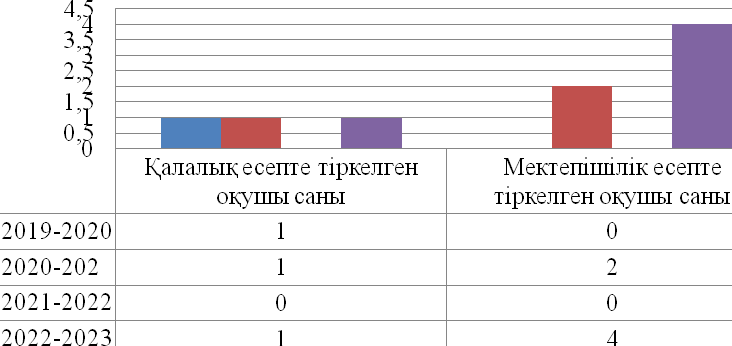 4,5
4
3,5
3
2,5
2
1,5
1
0,5
0
Қалалық есепте тіркелген
оқушы саны
Мектепішілік есепте
тіркелген оқушы саны
2019-2020 1 0
2020-202 1 2
2021-2022 0 0
2022-2023 1 4